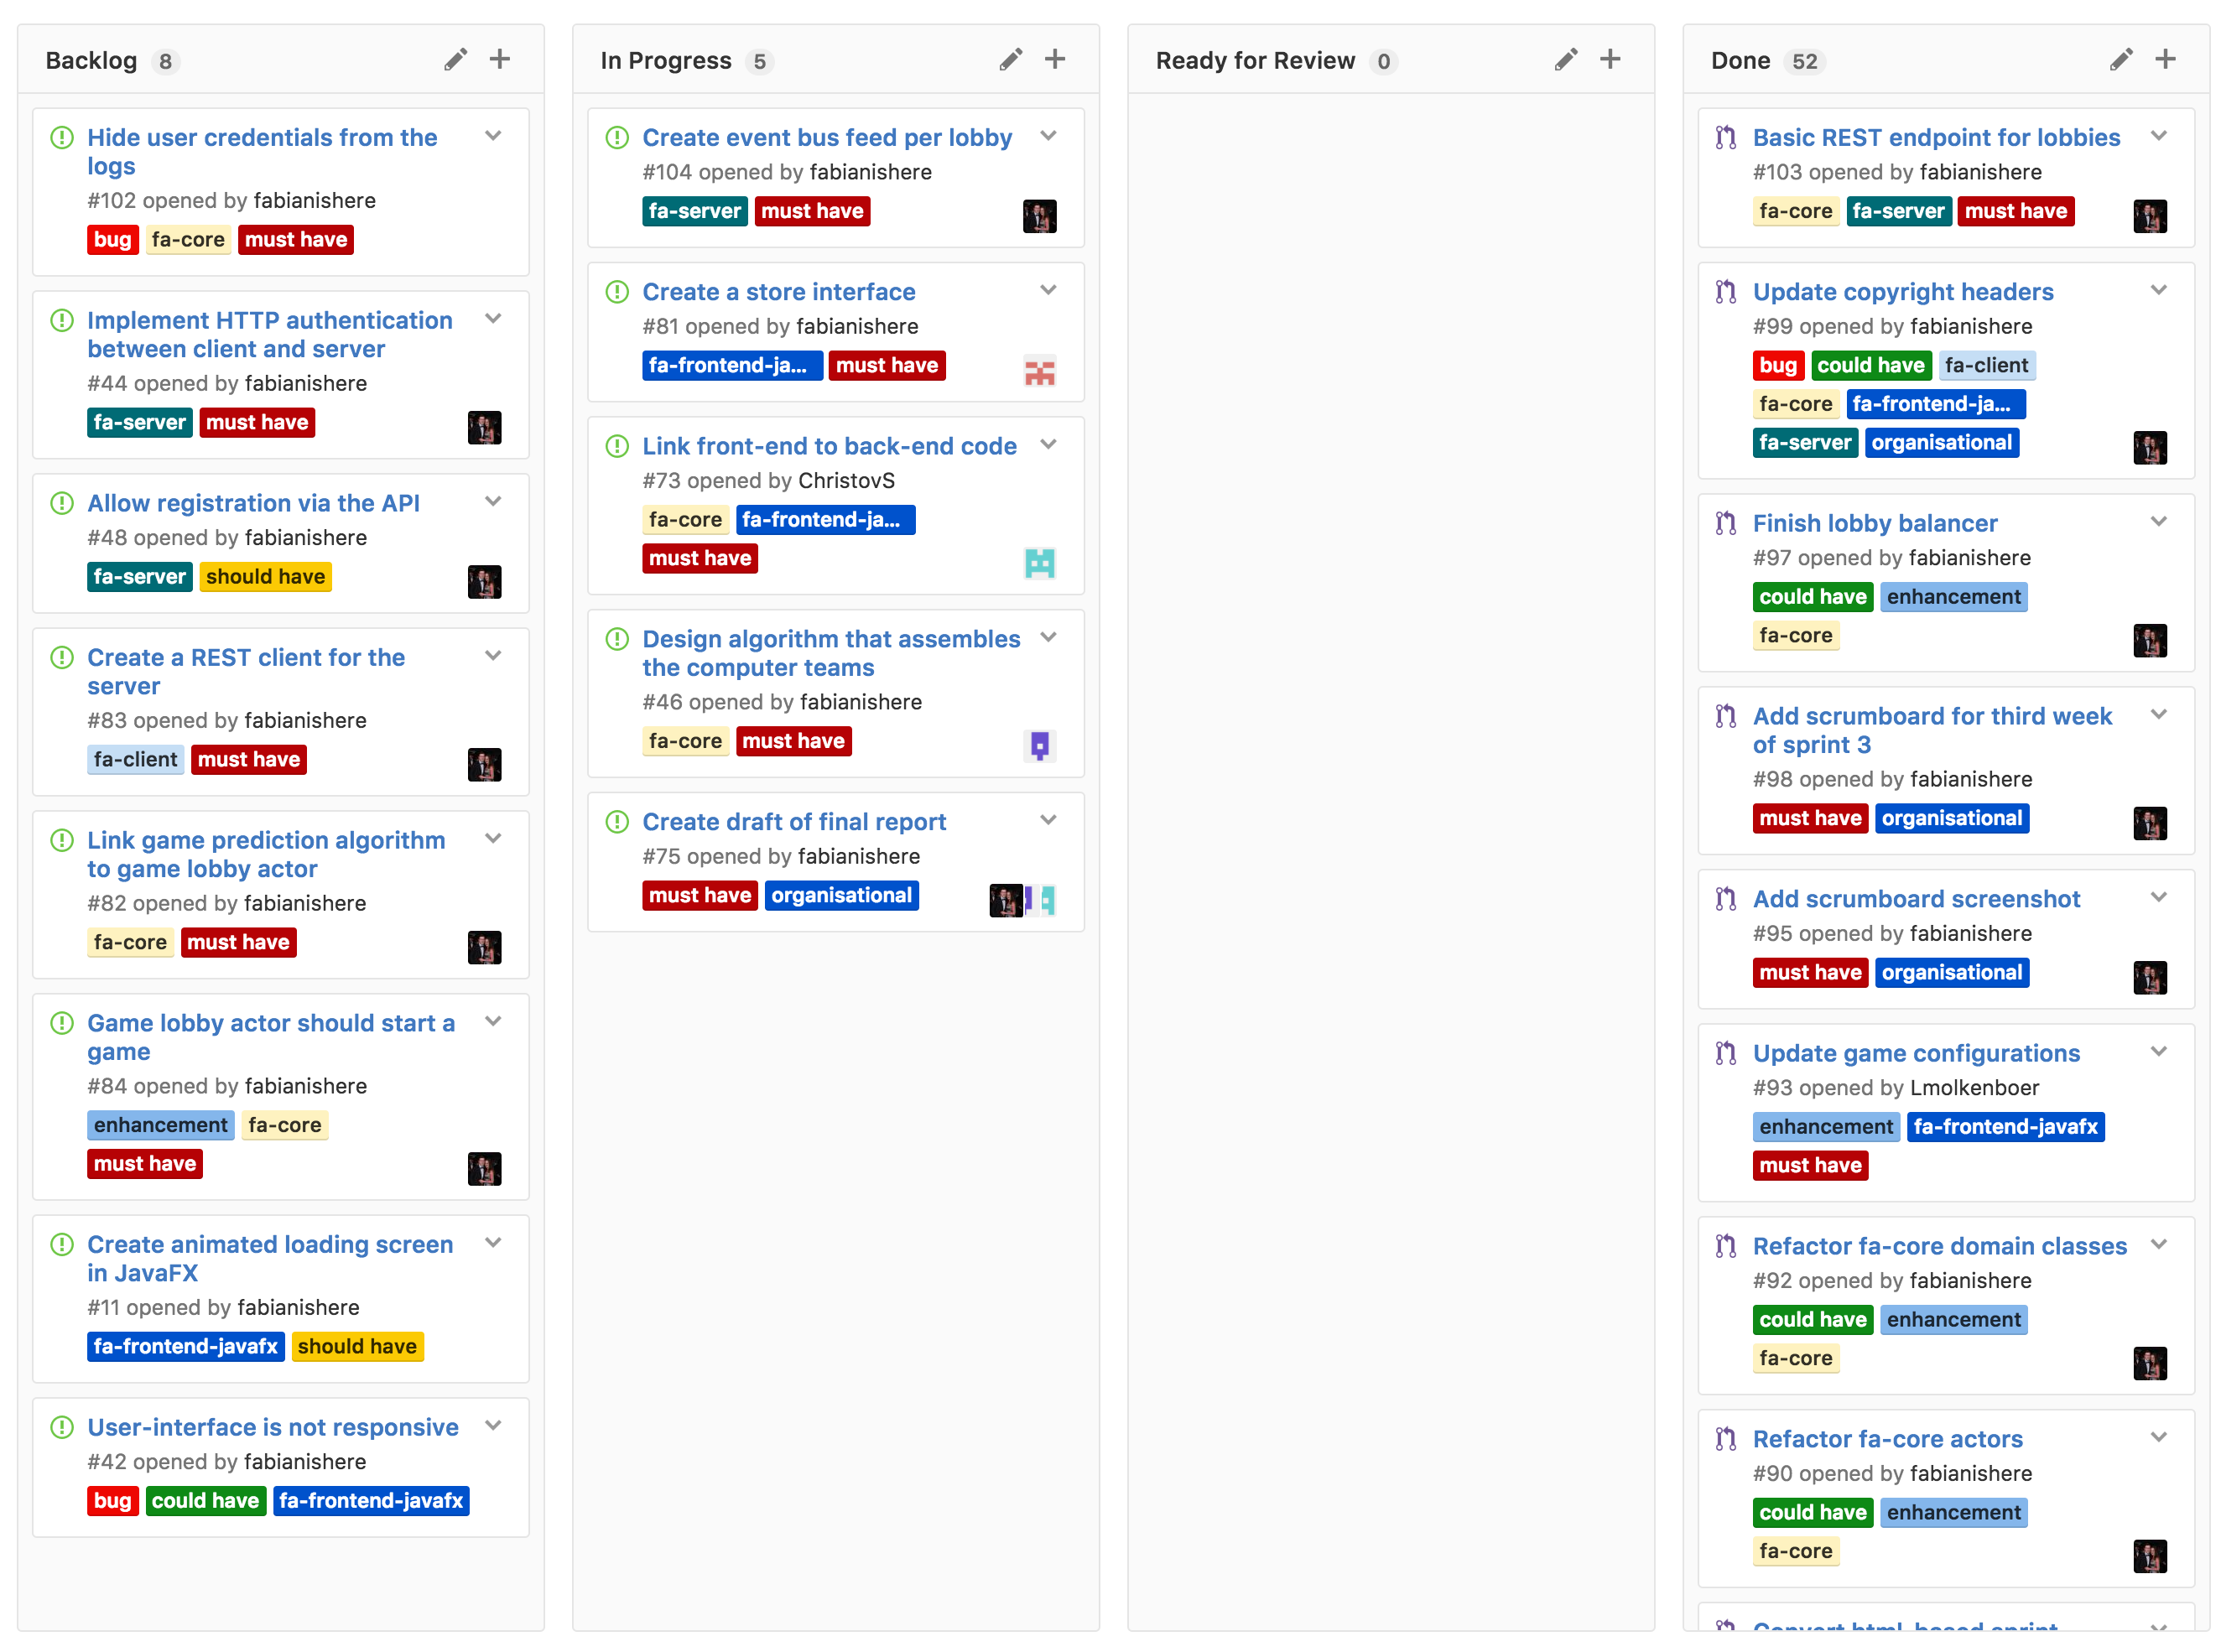 Backlog 8
Hide user credentials from the
logs
#102 opened by fabianishere
bug fa-core must have
Implement HTTP authentication
between client and server
#44 opened by fabianishere
fa-server must have
Allow registration via the API
#48 opened by fabianishere
fa-server should have
Create a REST client for the
server
#83 opened by fabianishere
fa-client must have
Link game prediction algorithm
to game lobby actor
#82 opened by fabianishere
fa-core must have
Game lobby actor should start a
game
#84 opened by fabianishere
enhancement fa-core
must have
Create animated loading screen
in JavaFX
#11 opened by fabianishere
fa-frontend-javafx should have
User-interface is not responsive
#42 opened by fabianishere
bug could have fa-frontend-javafx
In Progress 5
Create event bus feed per lobby
#104 opened by fabianishere
fa-server must have
Create a store interface
#81 opened by fabianishere
fa-frontend-ja... must have
Link front-end to back-end code
#73 opened by ChristovS
fa-core fa-frontend-ja...
must have
Design algorithm that assembles
the computer teams
#46 opened by fabianishere
fa-core must have
Create draft of final report
#75 opened by fabianishere
must have organisational
Ready for Review 0
Done 52
Basic REST endpoint for lobbies
#103 opened by fabianishere
fa-core fa-server must have
Update copyright headers
#99 opened by fabianishere
bug could have fa-client
fa-core fa-frontend-ja...
fa-server organisational
Finish lobby balancer
#97 opened by fabianishere
could have enhancement
fa-core
Add scrumboard for third week
of sprint 3
#98 opened by fabianishere
must have organisational
Add scrumboard screenshot
#95 opened by fabianishere
must have organisational
Update game configurations
#93 opened by Lmolkenboer
enhancement fa-frontend-javafx
must have
Refactor fa-core domain classes
#92 opened by fabianishere
could have enhancement
fa-core
Refactor fa-core actors
#90 opened by fabianishere
could have enhancement
fa-core
Convert html-based sprint